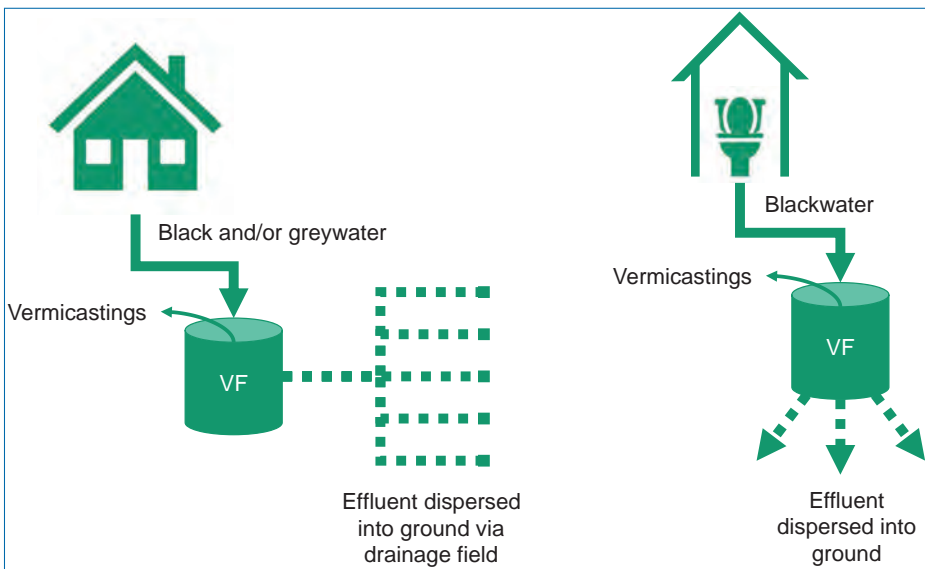 Black and/or greywater
Vermicastings
VF
Effluent dispersed
into ground via
drainage field
Blackwater
Vermicastings
VF
Effluent
dispersed into
ground